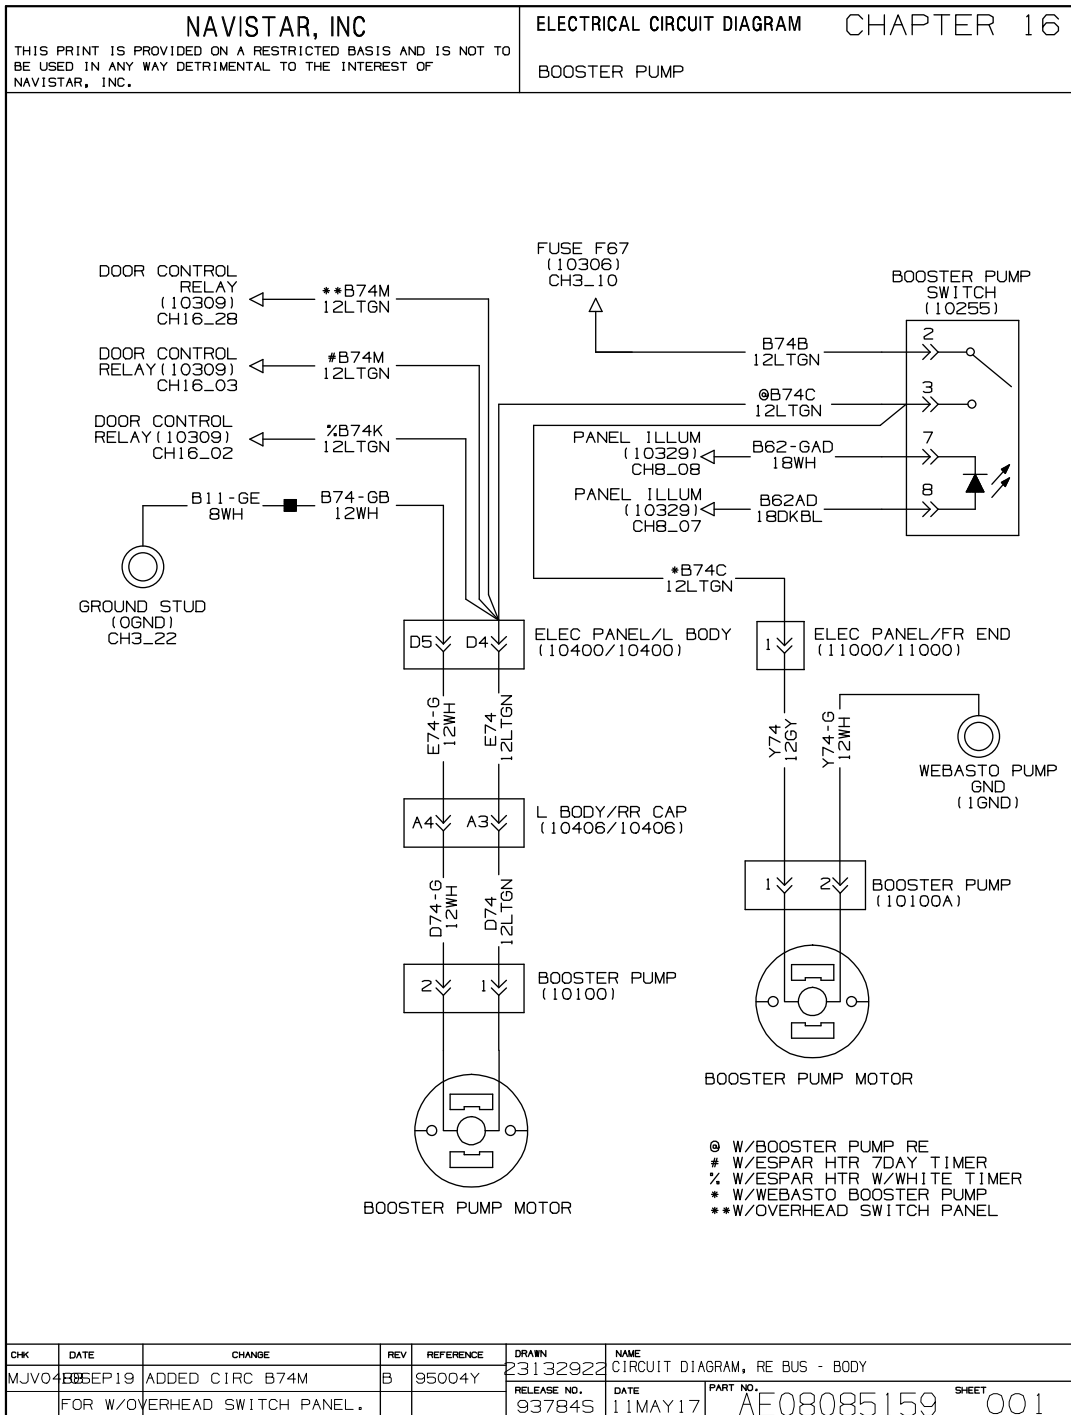 NAVISTAR, INC
THIS PRINT IS PROVIDED ON A RESTRICTED BASIS AND IS NOT TO
BE USED IN ANY WAY DETRIMENTAL TO THE INTEREST OF
NAVISTAR, INC.
ELECTRICAL CIRCUIT DIAGRAM CHAPTER 16
BOOSTER PUMP
DOOR CONTROL
RELAY
(10309)
CH16_28
**B74M
12LTGN
DOOR CONTROL
RELAY(10309)
CH16_03
#B74M
12LTGN
DOOR CONTROL
RELAY(10309)
CH16_02
%B74K
12LTGN
B11-GE
8WH
B74-GB
12WH
GROUND STUD
(0GND)
CH3_22
FUSE F67
(10306)
CH3_10
BOOSTER PUMP
SWITCH
(10255)
B74B
12LTGN
2
@B74C
12LTGN
3
PANEL ILLUM
(10329)
CH8_08
B62-GAD
18WH
7
PANEL ILLUM
(10329)
CH8_07
B62AD
18DKBL
8
*B74C
12LTGN
D5 D4
ELEC PANEL/L BODY
(10400/10400)
1
ELEC PANEL/FR END
(11000/11000)
E74-G
12WH
E74
12LTGN
Y74
12GY
Y74-G
12WH
WEBASTO PUMP
GND
(1GND)
A4 A3
L BODY/RR CAP
(10406/10406)
D74-G
12WH
D74
12LTGN
1 2
BOOSTER PUMP
(10100A)
2 1
BOOSTER PUMP
(10100)
BOOSTER PUMP MOTOR
BOOSTER PUMP MOTOR
@ W/BOOSTER PUMP RE
# W/ESPAR HTR 7DAY TIMER
% W/ESPAR HTR W/WHITE TIMER
* W/WEBASTO BOOSTER PUMP
**W/OVERHEAD SWITCH PANEL
CHK DATE CHANGE REV REFERENCE
ADDED CIRC B74M B 95004Y
FOR W/OVERHEAD SWITCH PANEL.
DRAWN
23132922
NAME
CIRCUIT DIAGRAM, RE BUS - BODY
RELEASE NO.
93784S
DATE
11MAY17
PART NO.
AF08085159
SHEET
001